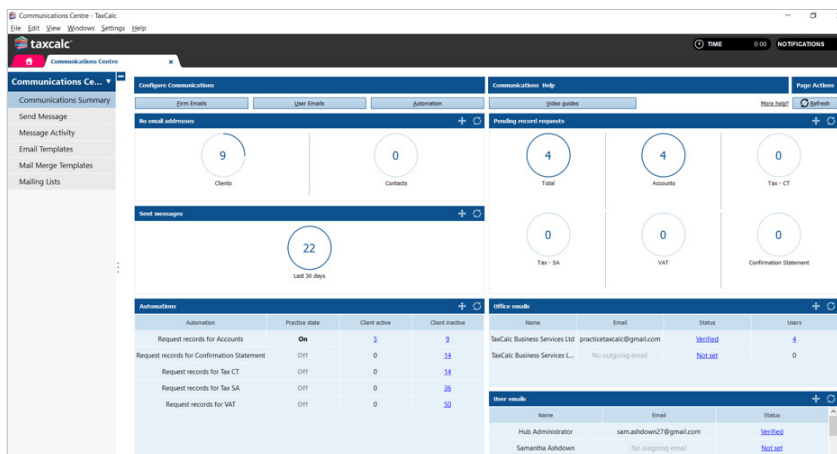 Communications Centre - TaxCalc
File Edit View Windows Settings Help
taxcalc
TIME 0:00 NOTIFICATIONS
Communications Centre x
Communications Ce... ▼
Communications Summary
Send Message
Message Activity
Email Templates
Mail Merge Templates
Mailing Lists
Configure Communications
Firm Emails User Emails Automation
Communications Help
Video guides
More help?
Page Actions
Refresh
No email addresses
9
Clients
0
Contacts
Pending record requests
4
Total
4
Accounts
0
Tax - CT
0
Tax - SA
0
VAT
0
Confirmation Statement
Sent messages
22
Last 30 days
Automations
Automation Practice state Client active Client inactive
Request records for Accounts On 5 9
Request records for Confirmation Statement Off 0 14
Request records for Tax CT Off 0 14
Request records for Tax SA Off 0 36
Request records for VAT Off 0 50
Office emails
Name Email Status Users
TaxCalc Business Services Ltd practicetaxcalc@gmail.com Verified 4
TaxCalc Business Services L... No outgoing email Not set 0
User emails
Name Email Status
Hub Administrator sam.ashdown27@gmail.com Verified
Samantha Ashdown No outgoing email Not set